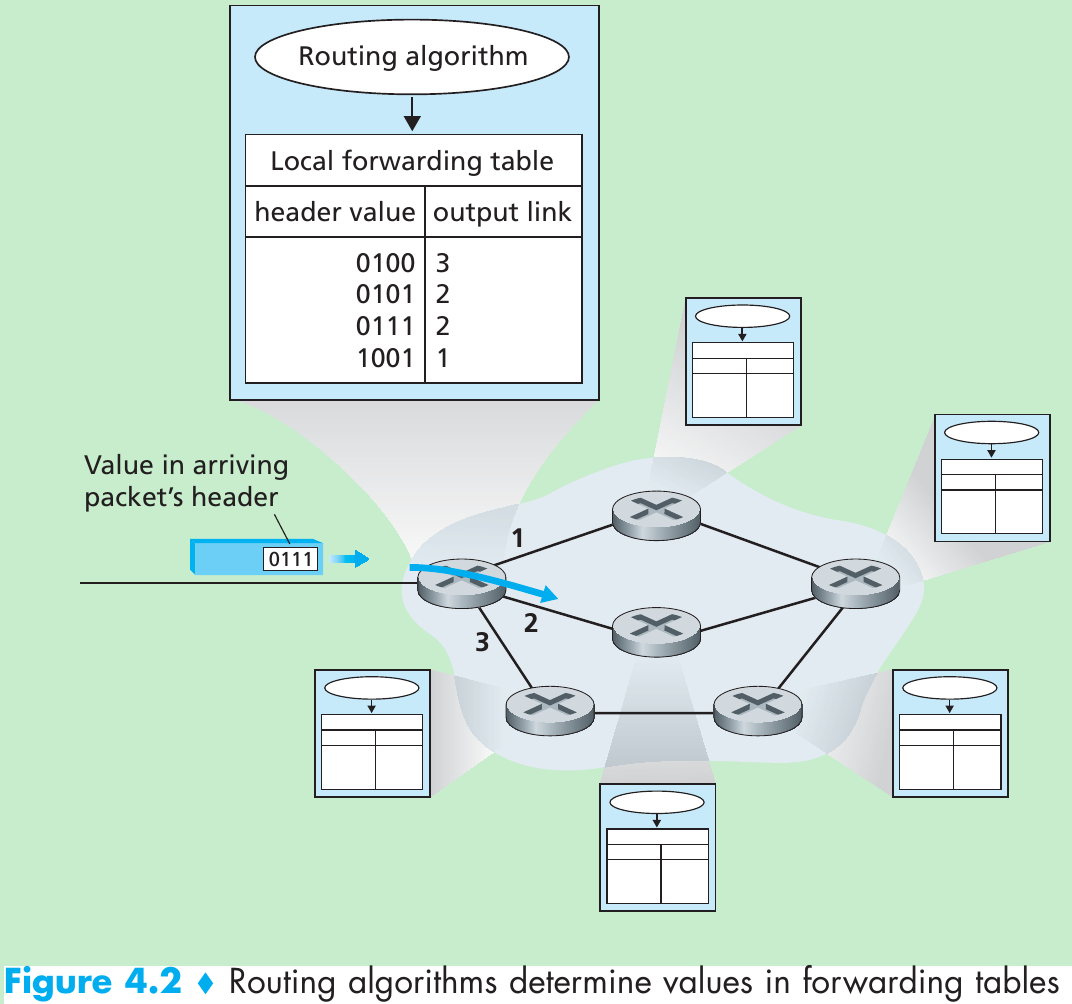 Routing algorithm
Local forwarding table
header value output link
0100 3
0101 2
0111 2
1001 1
Value in arriving
packet’s header
0111
1
2
3
Figure 4.2 ♦ Routing algorithms determine values in forwarding tables